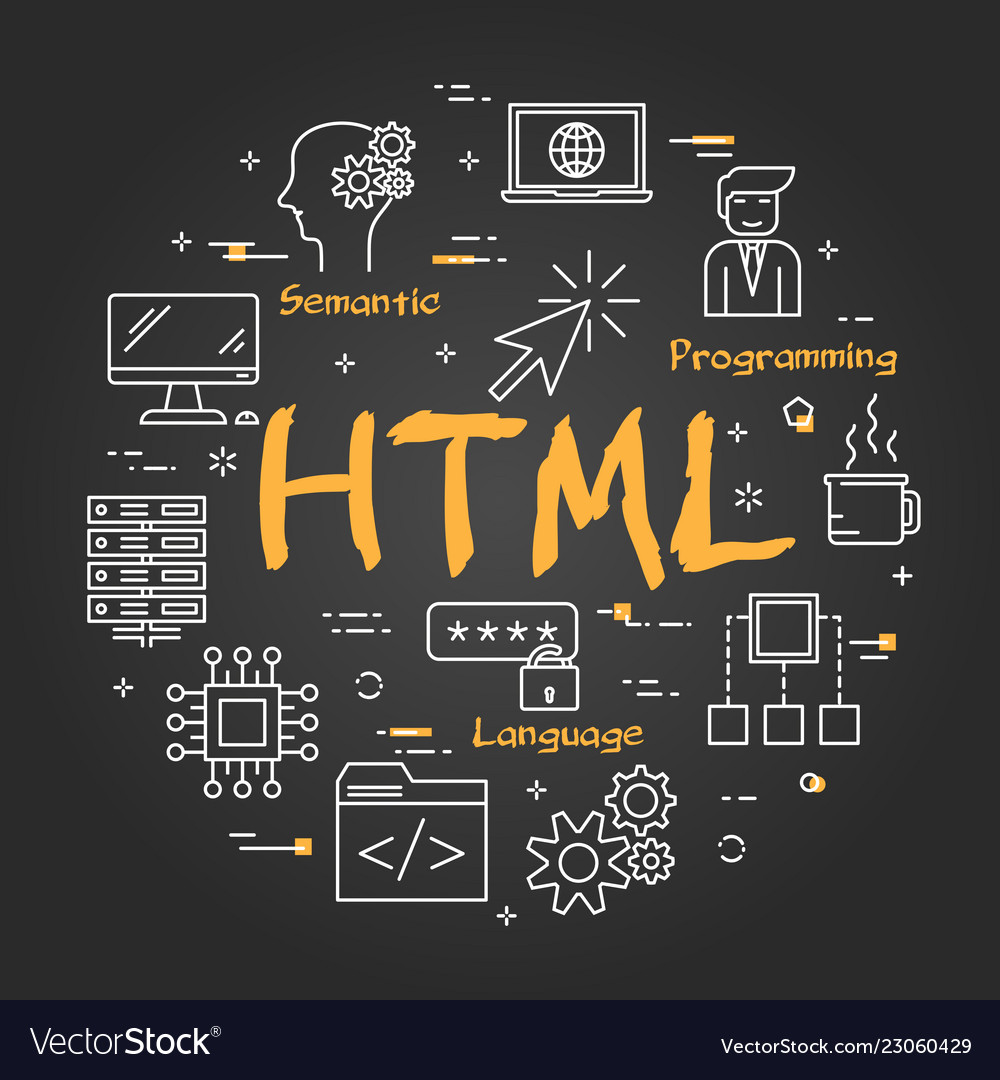 Semantic
Programming
HTML
****
Language
</>
VectorStock®
VectorStock.com/23060429